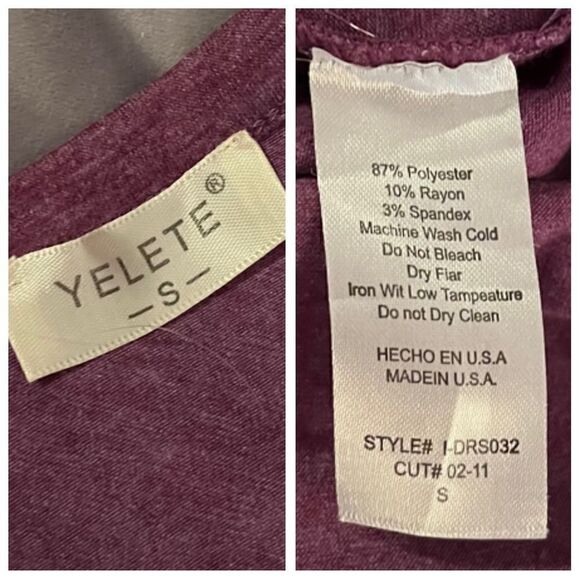 YELETE®
—S—
87% Polyester
10% Rayon
3% Spandex
Machine Wash Cold
Do Not Bleach
Dry Fiar
Iron Wit Low Tampeature
Do not Dry Clean
HECHO EN U.S.A
MADEIN U.S.A.
STYLE# I-DRS032
CUT# 02-11
S